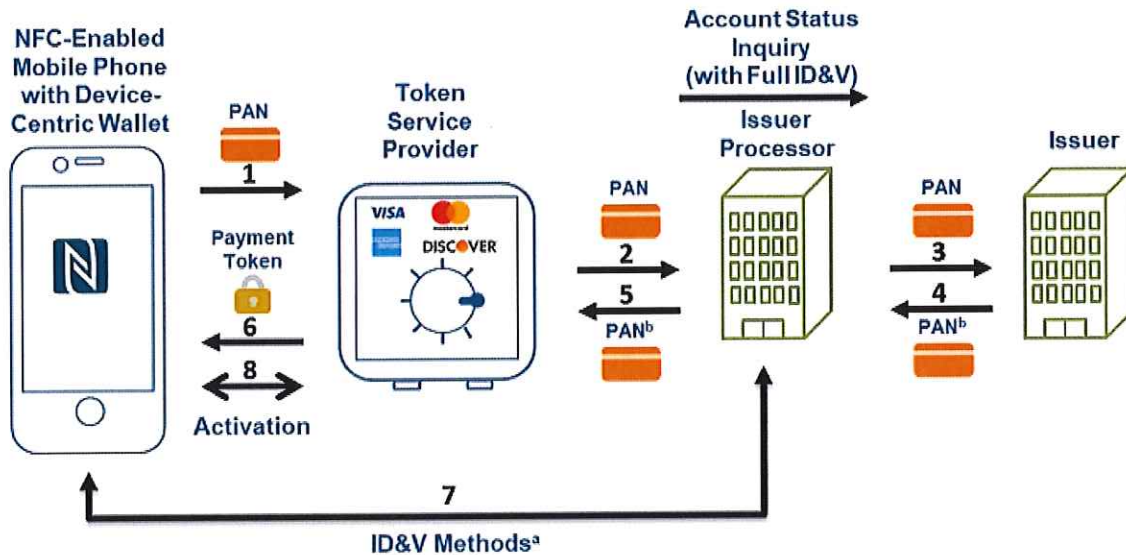 NFC-Enabled
Mobile Phone
with Device-
Centric Wallet
PAN
1
Payment
Token
6
8
Activation
Token
Service
Provider
VISA
mastercard
AMERICAN
EXPRESS
DISCOVER
Account Status
Inquiry
(with Full ID&V)
Issuer
Processor
PAN
2
5
PANᵇ
Issuer
PAN
3
4
PANᵇ
7
ID&V Methodsᵃ